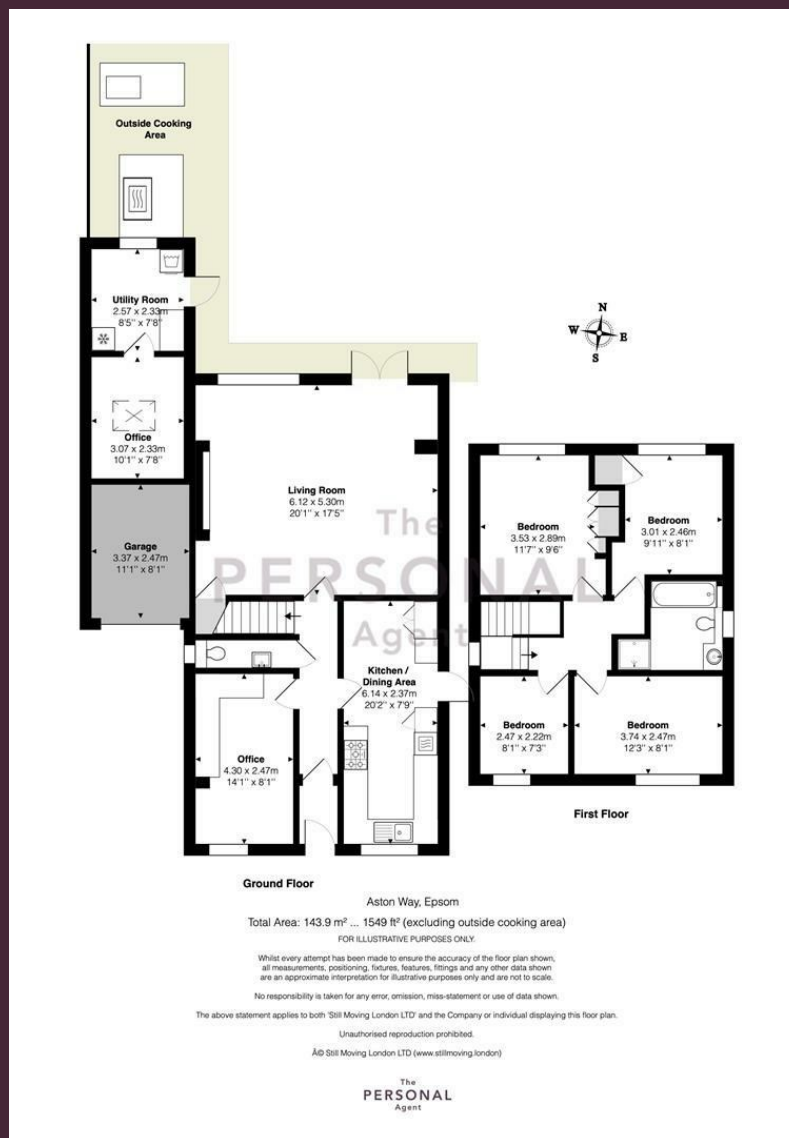 Outside Cooking
Area
Utility Room
2.57 x 2.33m
8'5'' x 7'8''
N
W E
S
Office
3.07 x 2.33m
10'1'' x 7'8''
Living Room
6.12 x 5.30m
20'1'' x 17'5''
Garage
3.37 x 2.47m
11'1'' x 8'1''
Bedroom
3.53 x 2.89m
11'7'' x 9'6''
Bedroom
3.01 x 2.46m
9'11'' x 8'1''
The
PERSONAL
Agent
Kitchen /
Dining Area
6.14 x 2.37m
20'2'' x 7'9''
Office
4.30 x 2.47m
14'1'' x 8'1''
Bedroom
2.47 x 2.22m
8'1'' x 7'3''
Bedroom
3.74 x 2.47m
12'3'' x 8'1''
First Floor
Ground Floor
Aston Way, Epsom
Total Area: 143.9 m² ... 1549 ft² (excluding outside cooking area)
FOR ILLUSTRATIVE PURPOSES ONLY.
Whilst every attempt has been made to ensure the accuracy of the floor plan shown,
all measurements, positioning, fixtures, features, fittings and any other data shown
are an approximate interpretation for illustrative purposes only and are not to scale.
No responsibility is taken for any error, omission, miss-statement or use of data shown.
The above statement applies to both 'Still Moving London LTD' and the Company or individual displaying this floor plan.
Unauthorised reproduction prohibited.
Â© Still Moving London LTD (www.stillmoving.london)
The
PERSONAL
Agent